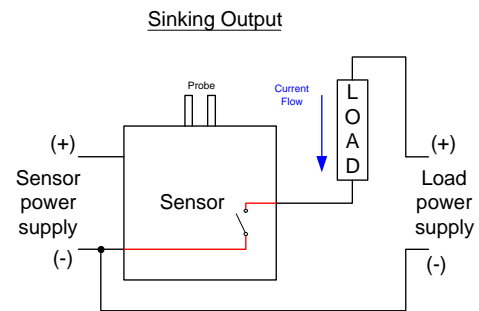 Sinking Output
Probe
Current
Flow
L
O
A
D
(+)
Sensor
power
supply
(-)
Sensor
(+)
Load
power
supply
(-)